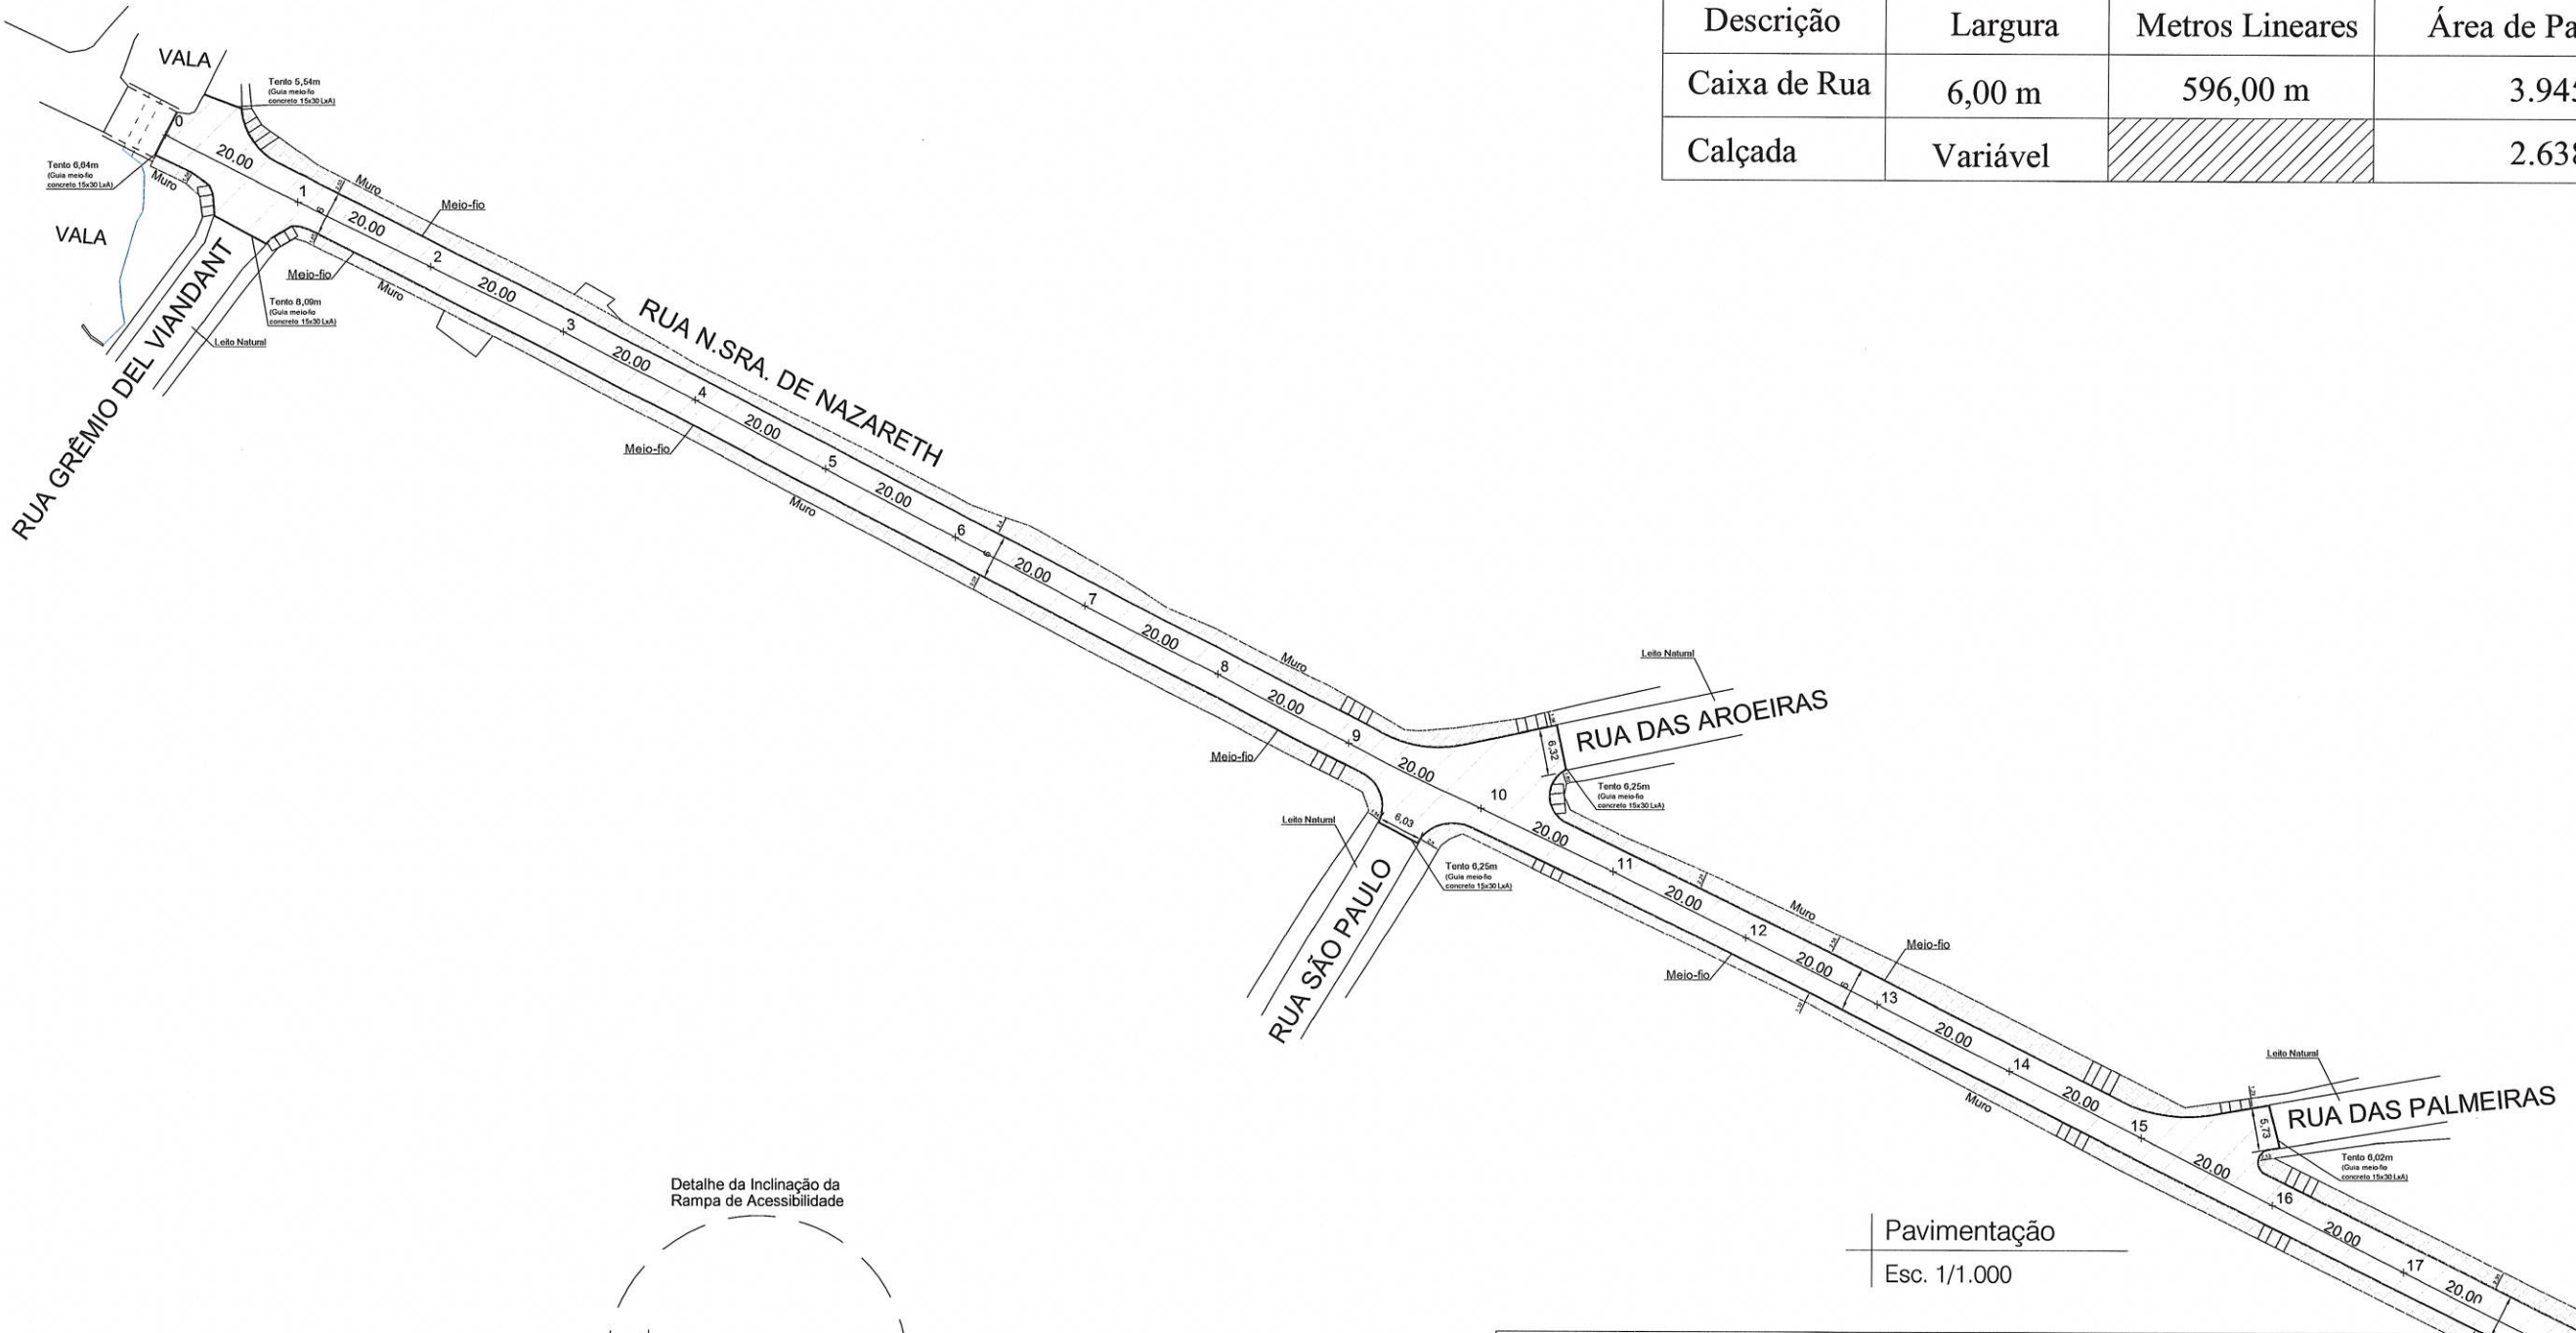 Descrição Largura Metros Lineares Área de Pa
Caixa de Rua 6,00 m 596,00 m 3.945
Calçada Variável 2.638
VALA
Tento 5,54m
(Guia meio-fio
concreto 15x30 LxA)
0
20.00
Tento 6,64m
(Guia meio-fio
concreto 15x30 LxA)
Muro
VALA
1
Muro
Meio-fio
20.00
2
Meio-fio
Muro
Tento 8,09m
(Guia meio-fio
concreto 15x30 LxA)
Leito Natural
RUA GRÊMIO DEL VIANDANT
20.00
3
RUA N.SRA. DE NAZARETH
20.00
4
20.00
Meio-fio
5
Muro
20.00
6
6
20.00
7
20.00
8
Muro
20.00
9
Meio-fio
20.00
Leito Natural
RUA DAS AROEIRAS
6,32
Tento 6,25m
(Guia meio-fio
concreto 15x30 LxA)
10
Leito Natural
6,03
Tento 6,25m
(Guia meio-fio
concreto 15x30 LxA)
RUA SÃO PAULO
20.00
11
20.00
Muro
12
Meio-fio
Meio-fio
20.00
13
20.00
14
Muro
20.00
15
Leito Natural
RUA DAS PALMEIRAS
5,73
Tento 6,02m
(Guia meio-fio
concreto 15x30 LxA)
20.00
16
20.00
17
20.00
Detalhe da Inclinação da
Rampa de Acessibilidade
Pavimentação
Esc. 1/1.000